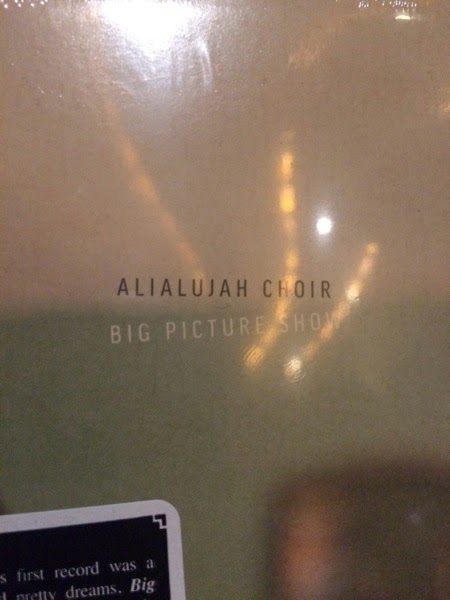 ALIALUJAH CHOIR
BIG PICTURE SHOW
s first record was a
pretty dreams. Big